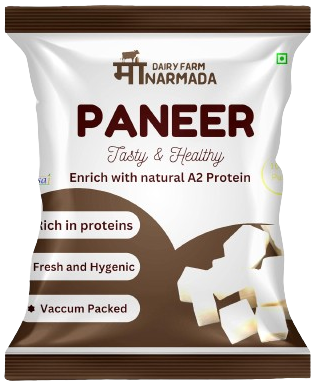 DAIRY FARM
माँ NARMADA
PANEER
Tasty & Healthy
Enrich with natural A2 Protein
Rich in proteins
Fresh and Hygenic
Vaccum Packed